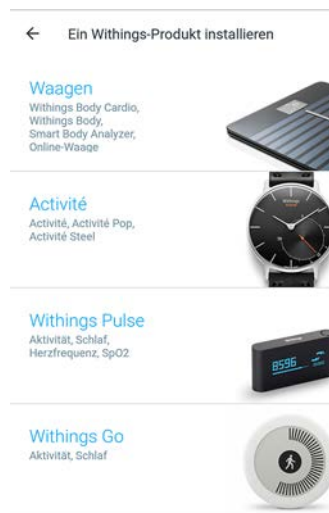 Ein Withings-Produkt installieren
Waagen
Withings Body Cardio,
Withings Body,
Smart Body Analyzer,
Online-Waage
Activité
Activité, Activité Pop,
Activité Steel
Withings Pulse
Aktivität, Schlaf,
Herzfrequenz, SpO2
8596
Withings Go
Aktivität, Schlaf